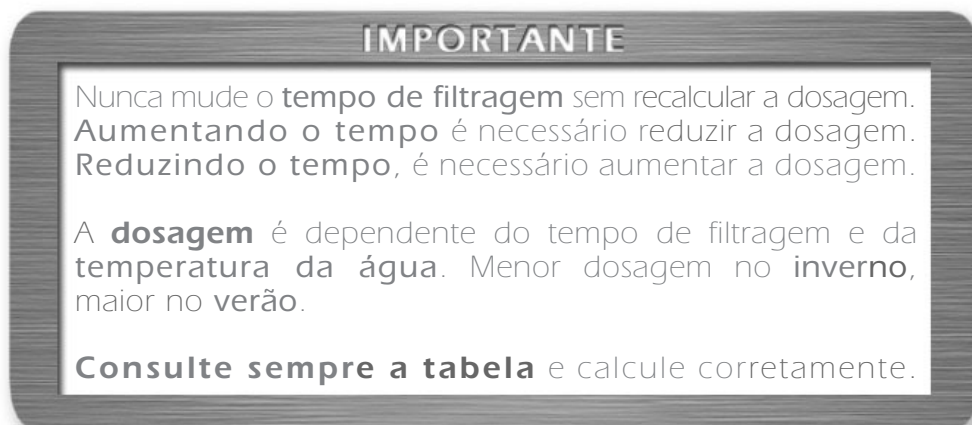 IMPORTANTE
Nunca mude o tempo de filtragem sem recalcular a dosagem.
Aumentando o tempo é necessário reduzir a dosagem.
Reduzindo o tempo, é necessário aumentar a dosagem.
A dosagem é dependente do tempo de filtragem e da
temperatura da água. Menor dosagem no inverno,
maior no verão.
Consulte sempre a tabela e calcule corretamente.